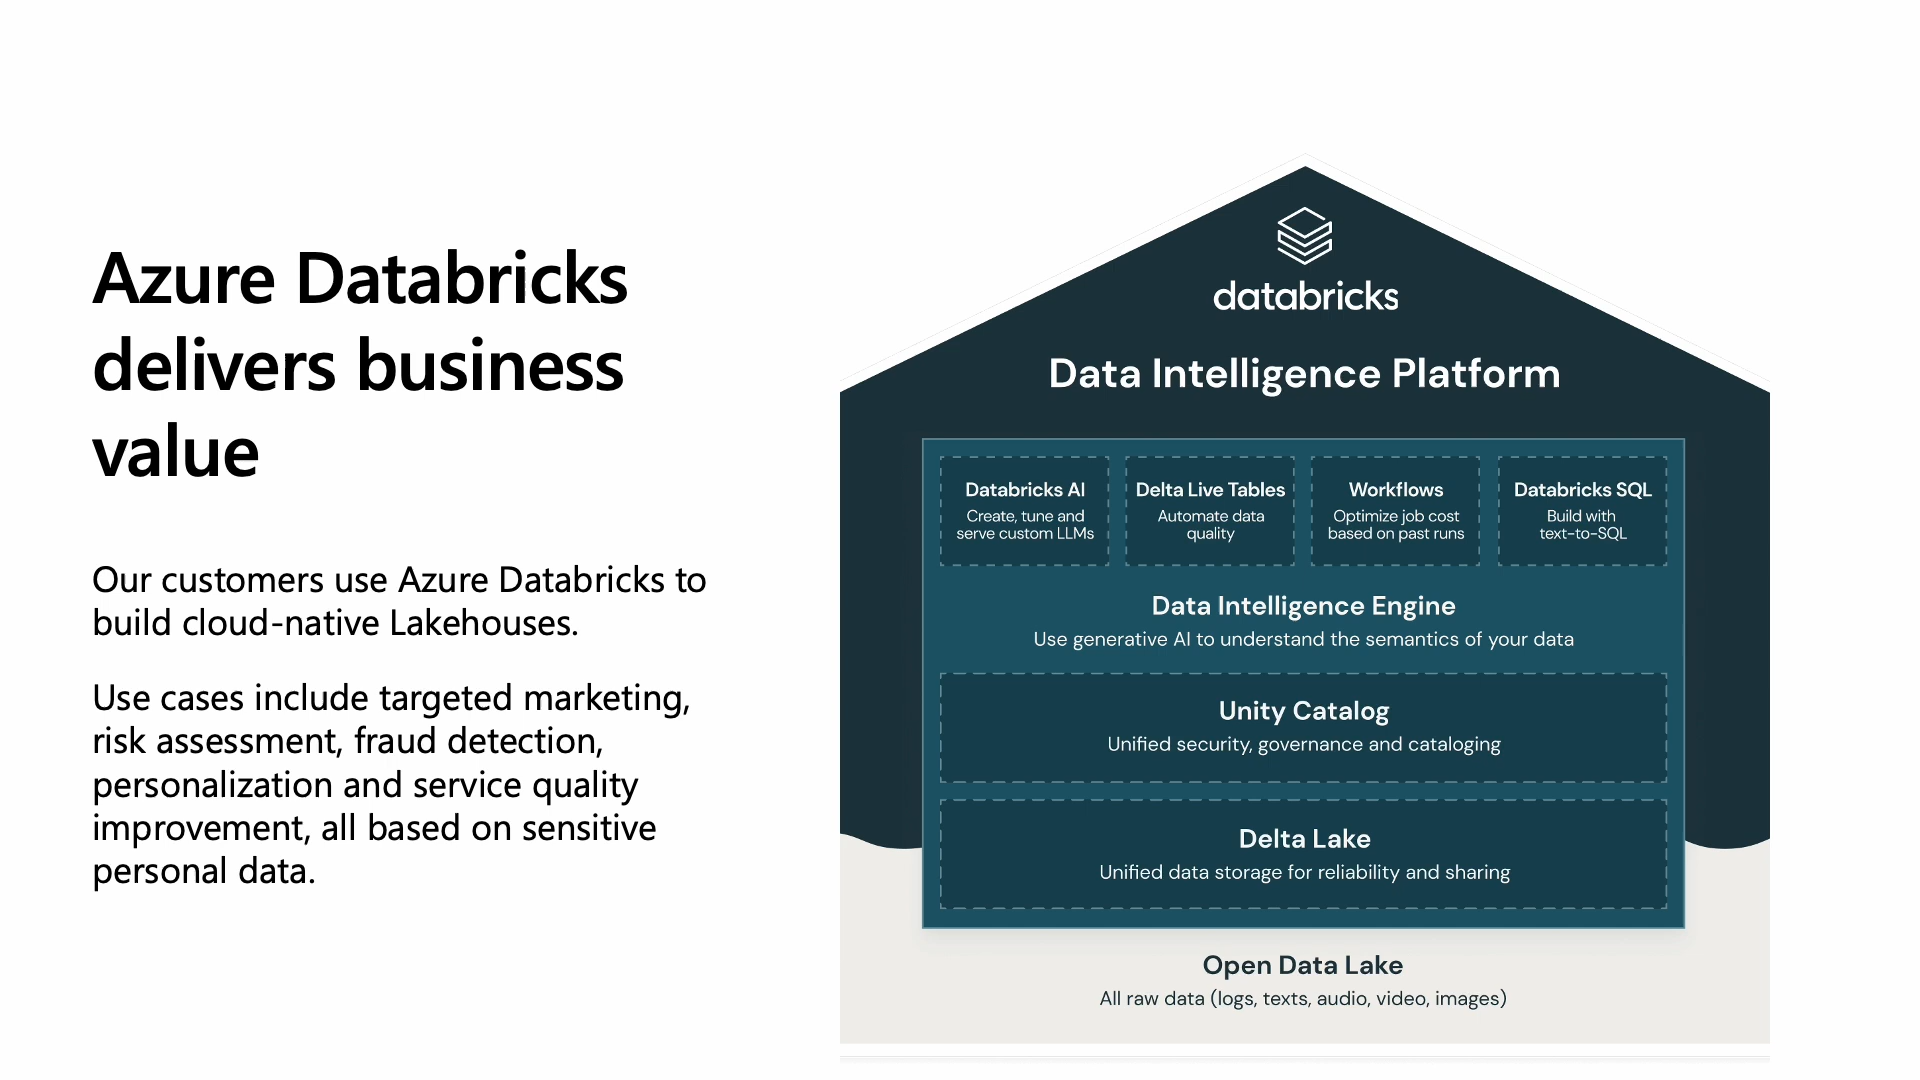 Azure Databricks
delivers business
value
Our customers use Azure Databricks to
build cloud-native Lakehouses.
Use cases include targeted marketing,
risk assessment, fraud detection,
personalization and service quality
improvement, all based on sensitive
personal data.
databricks
Data Intelligence Platform
Databricks AI
Create, tune and
serve custom LLMs
Delta Live Tables
Automate data
quality
Workflows
Optimize job cost
based on past runs
Databricks SQL
Build with
text-to-SQL
Data Intelligence Engine
Use generative AI to understand the semantics of your data
Unity Catalog
Unified security, governance and cataloging
Delta Lake
Unified data storage for reliability and sharing
Open Data Lake
All raw data (logs, texts, audio, video, images)